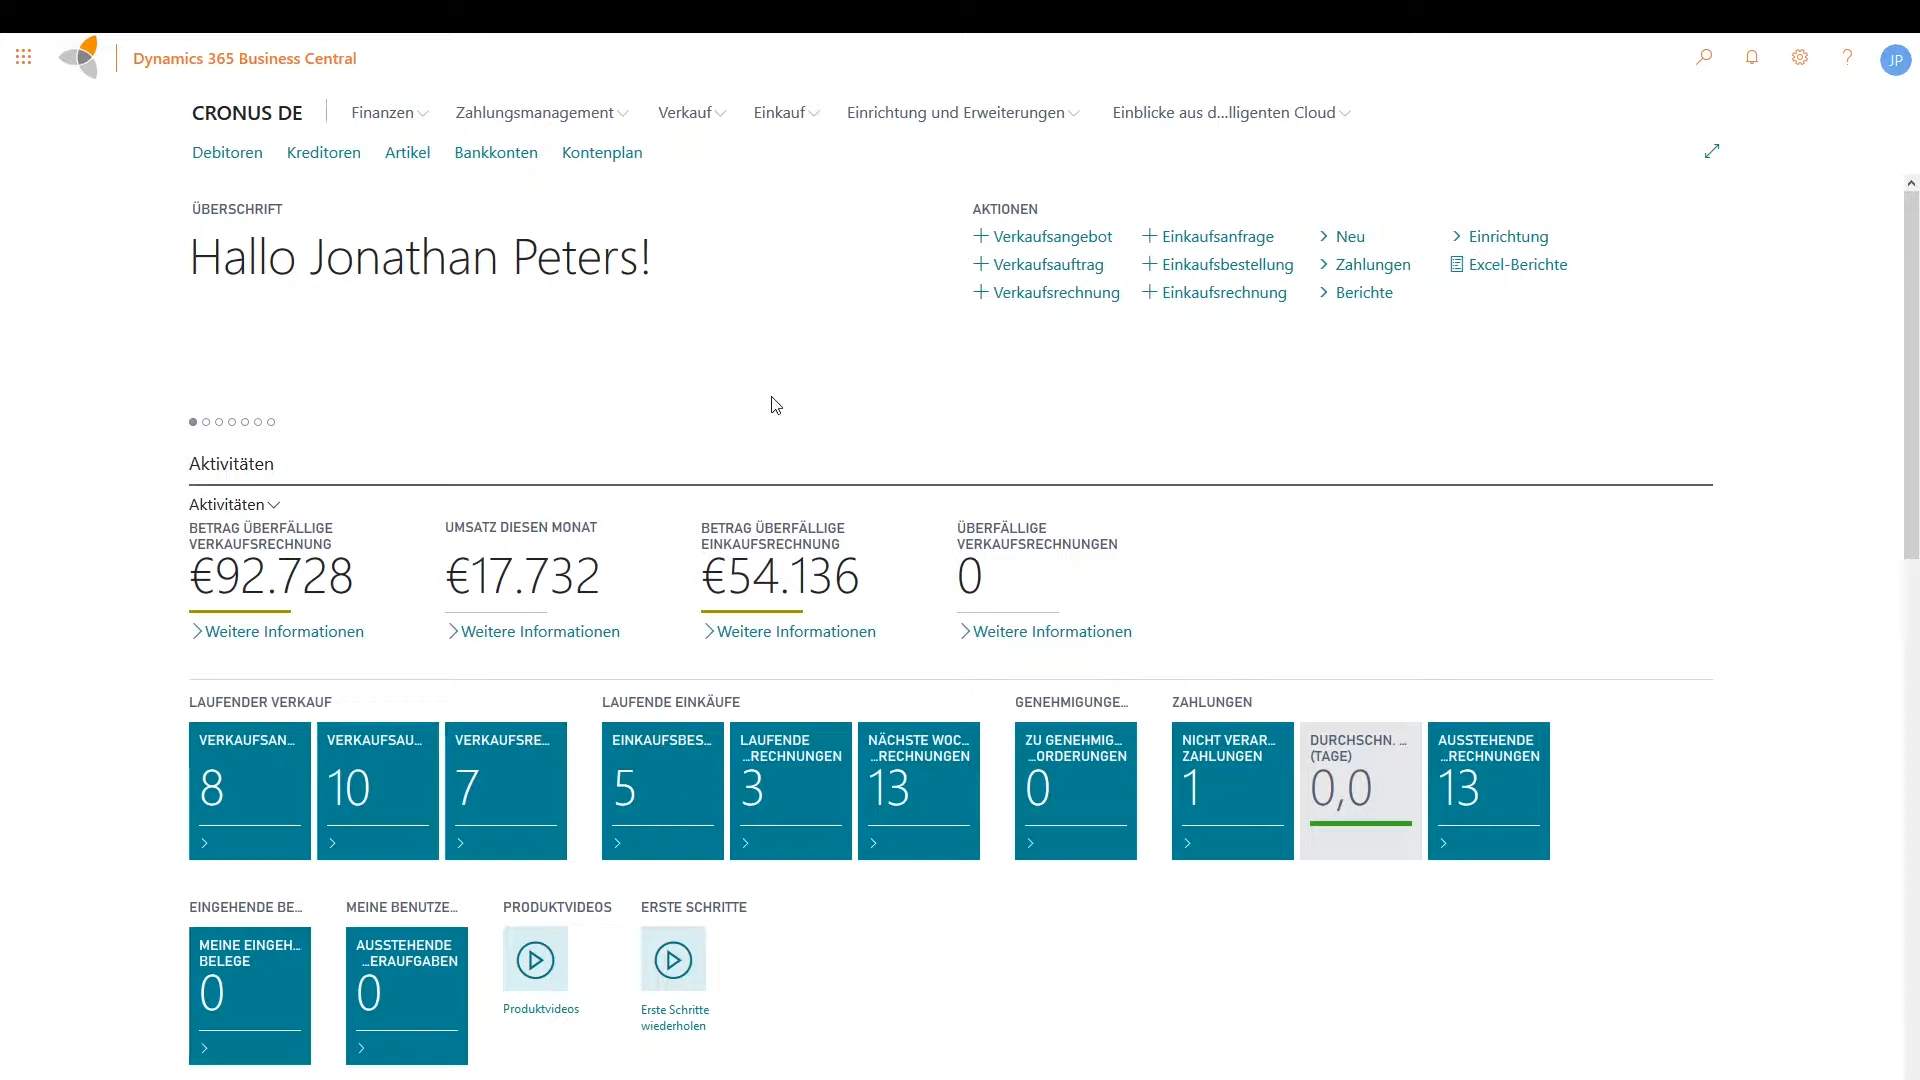 Dynamics 365 Business Central
?
JP
CRONUS DE
Finanzen
Zahlungsmanagement
Verkauf
Einkauf
Einrichtung und Erweiterungen
Einblicke aus d...lligenten Cloud
Debitoren
Kreditoren
Artikel
Bankkonten
Kontenplan
ÜBERSCHRIFT
Hallo Jonathan Peters!
AKTIONEN
Verkaufsangebot
Einkaufsanfrage
Neu
Einrichtung
Verkaufsauftrag
Einkaufsbestellung
Zahlungen
Excel-Berichte
Verkaufsrechnung
Einkaufsrechnung
Berichte
Aktivitäten
Aktivitäten
BETRAG ÜBERFÄLLIGE
VERKAUFSRECHNUNG
€92.728
Weitere Informationen
UMSATZ DIESEN MONAT
€17.732
Weitere Informationen
BETRAG ÜBERFÄLLIGE
EINKAUFSRECHNUNG
€54.136
Weitere Informationen
ÜBERFÄLLIGE
VERKAUFSRECHNUNGEN
0
Weitere Informationen
LAUFENDER VERKAUF
VERKAUFSAN...
8
VERKAUFSAU...
10
VERKAUFSRE...
7
LAUFENDE EINKÄUFE
EINKAUFSBES...
5
LAUFENDE
...RECHNUNGEN
3
NÄCHSTE WOC...
...RECHNUNGEN
13
GENEHMIGUNGE...
ZU GENEHMIG...
...ORDERUNGEN
0
ZAHLUNGEN
NICHT VERAR...
ZAHLUNGEN
1
DURCHSCHN. ...
(TAGE)
0,0
AUSSTEHENDE
...RECHNUNGEN
13
EINGEHENDE BE...
MEINE EINGEH...
BELEGE
0
MEINE BENUTZE...
AUSSTEHENDE
...ERAUFGABEN
0
PRODUKTVIDEOS
Produktvideos
ERSTE SCHRITTE
Erste Schritte
wiederholen